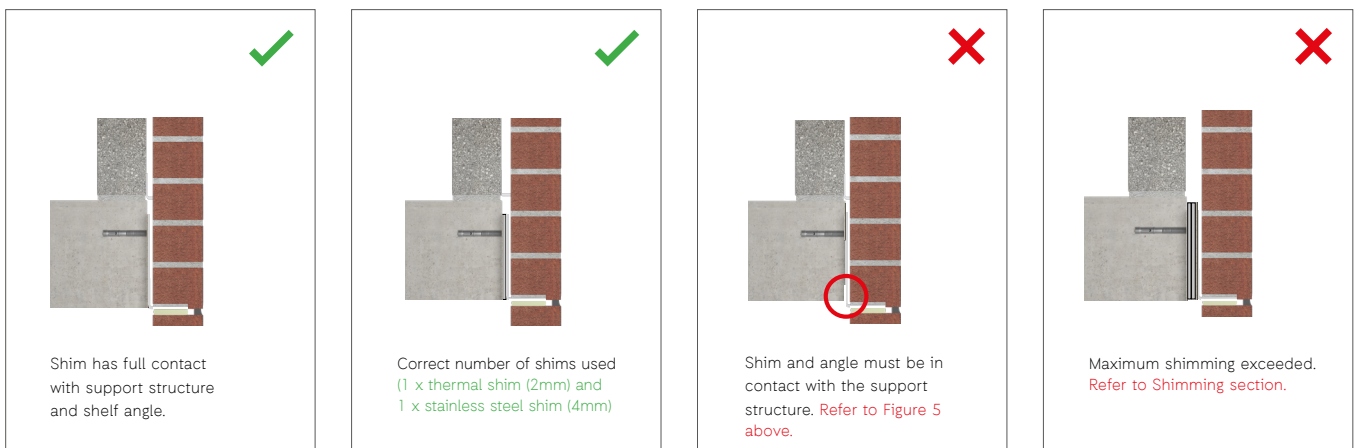 Shim has full contact
with support structure
and shelf angle.
Correct number of shims used
(1 x thermal shim (2mm) and
1 x stainless steel shim (4mm)
Shim and angle must be in
contact with the support
structure. Refer to Figure 5
above.
Maximum shimming exceeded.
Refer to Shimming section.